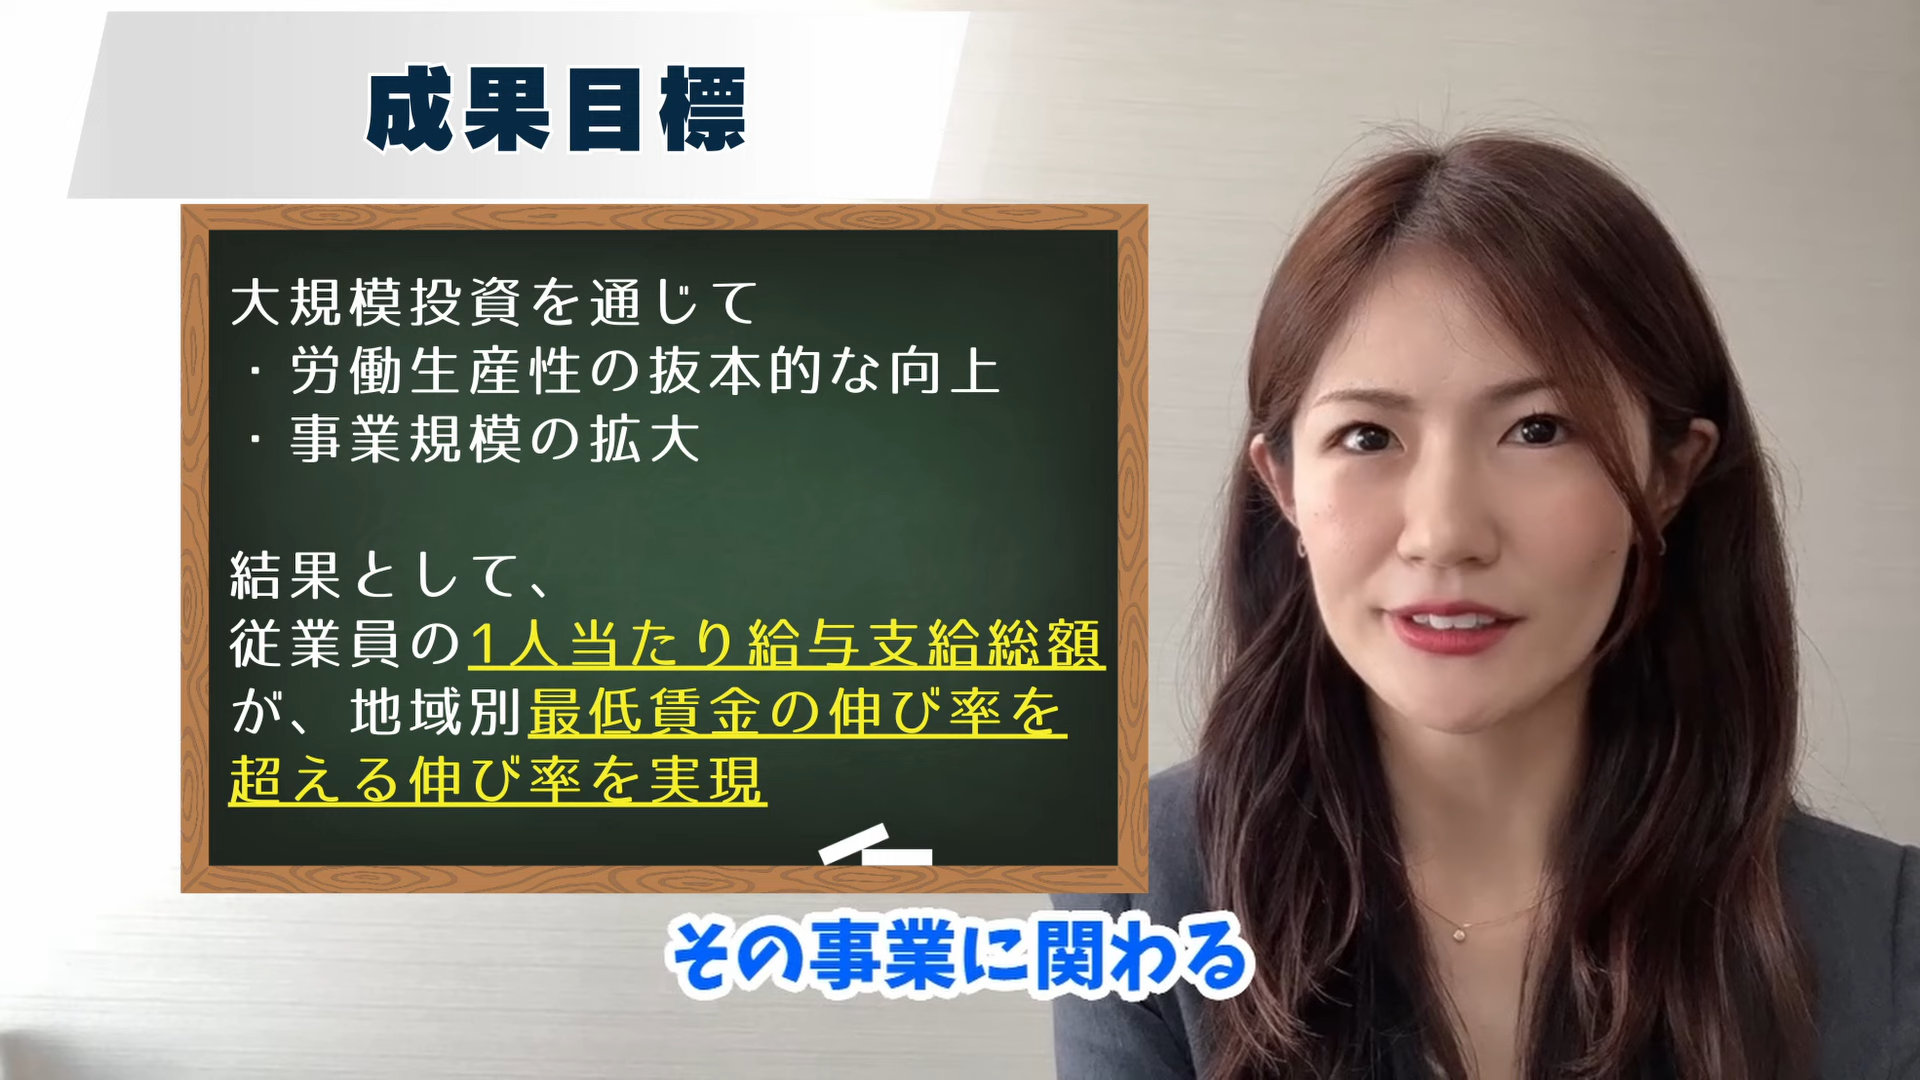 成果目標
大規模投資を通じて
・労働生産性の抜本的な向上
・事業規模の拡大
結果として、
従業員の1人当たり給与支給総額
が、地域別最低賃金の伸び率を
超える伸び率を実現
その事業に関わる